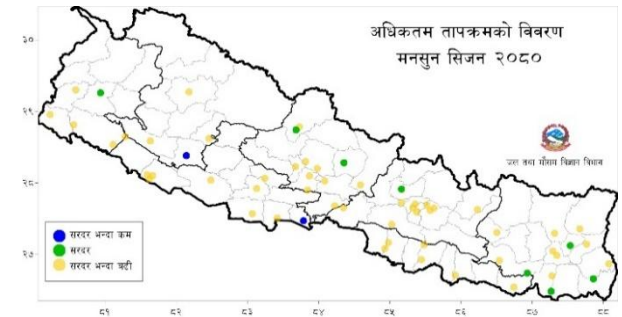 अधिकतम तापक्रमको विवरण
मनसुन सिजन २०८०
३०
२९
२८
२७
जल तथा मौसम विज्ञान विभाग
सरदर भन्दा कम
सरदर
सरदर भन्दा बढी
८१
८२
८३
८४
८५
८६
८७
८८